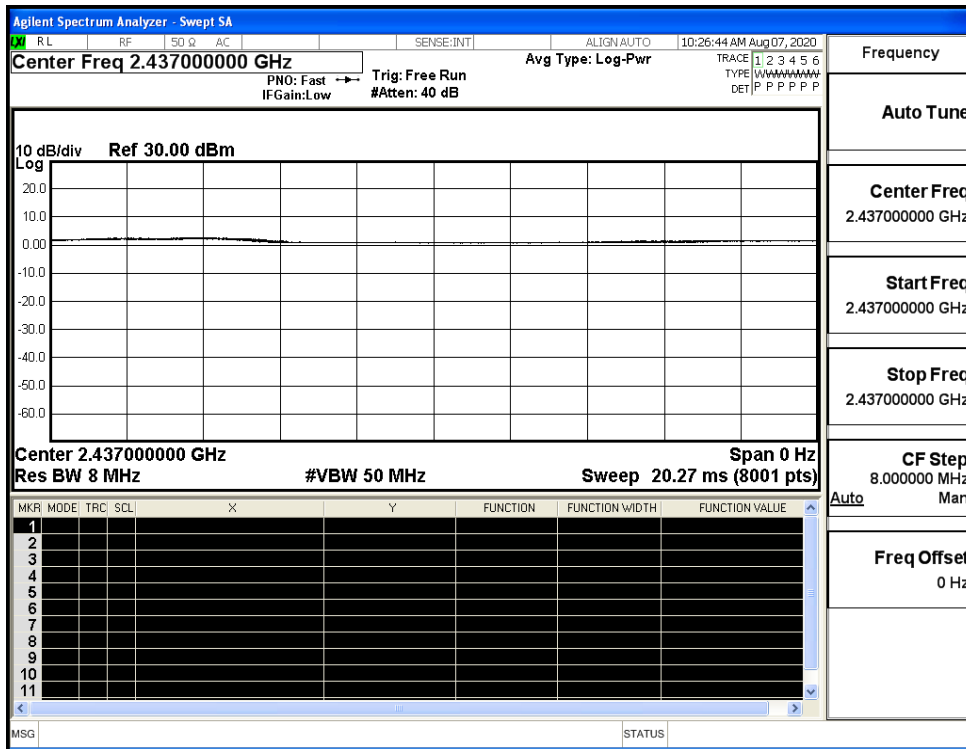 Agilent Spectrum Analyzer - Swept SA
LXI RL RF 50 Ω AC SENSE:INT ALIGN AUTO 10:26:44 AM Aug 07, 2020
Center Freq 2.437000000 GHz
PNO: Fast
IFGain:Low
Trig: Free Run
#Atten: 40 dB
Avg Type: Log-Pwr
TRACE 1 2 3 4 5 6
TYPE WWWWWW
DET P P P P P P
10 dB/div Ref 30.00 dBm
Log
20.0
10.0
0.00
-10.0
-20.0
-30.0
-40.0
-50.0
-60.0
Center 2.437000000 GHz Span 0 Hz
Res BW 8 MHz #VBW 50 MHz Sweep 20.27 ms (8001 pts)
MKR MODE TRC SCL X Y FUNCTION FUNCTION WIDTH FUNCTION VALUE
1
2
3
4
5
6
7
8
9
10
11
MSG STATUS
Frequency
Auto Tune
Center Freq
2.437000000 GHz
Start Freq
2.437000000 GHz
Stop Freq
2.437000000 GHz
CF Step
8.000000 MHz
Auto Man
Freq Offset
0 Hz